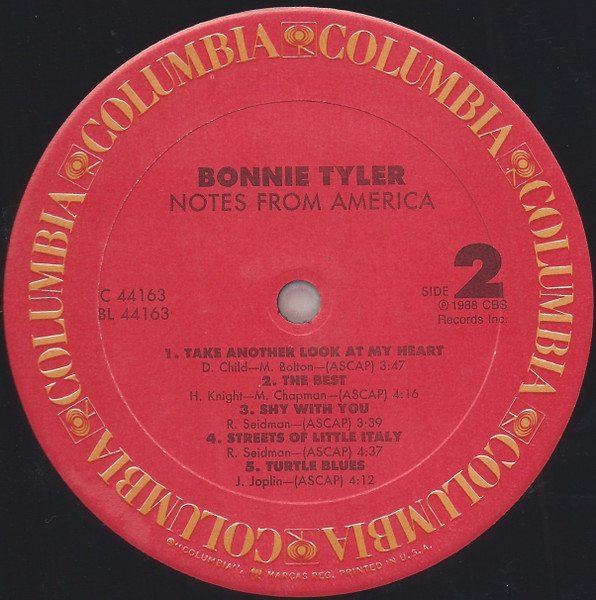 COLUMBIA COLUMBIA COLUMBIA COLUMBIA COLUMBIA COLUMBIA COLUMBIA COLUMBIA
BONNIE TYLER
NOTES FROM AMERICA
C 44163
BL 44163
SIDE 2
℗ 1988 CBS
Records Inc.
1. TAKE ANOTHER LOOK AT MY HEART
D. Child—M. Bolton—(ASCAP) 3:47
2. THE BEST
H. Knight—M. Chapman—(ASCAP) 4:16
3. SHY WITH YOU
R. Seidman—(ASCAP) 3:39
4. STREETS OF LITTLE ITALY
R. Seidman—(ASCAP) 4:37
5. TURTLE BLUES
J. Joplin—(ASCAP) 4:12
"COLUMBIA", MARCAS REG. PRINTED IN U.S.A.